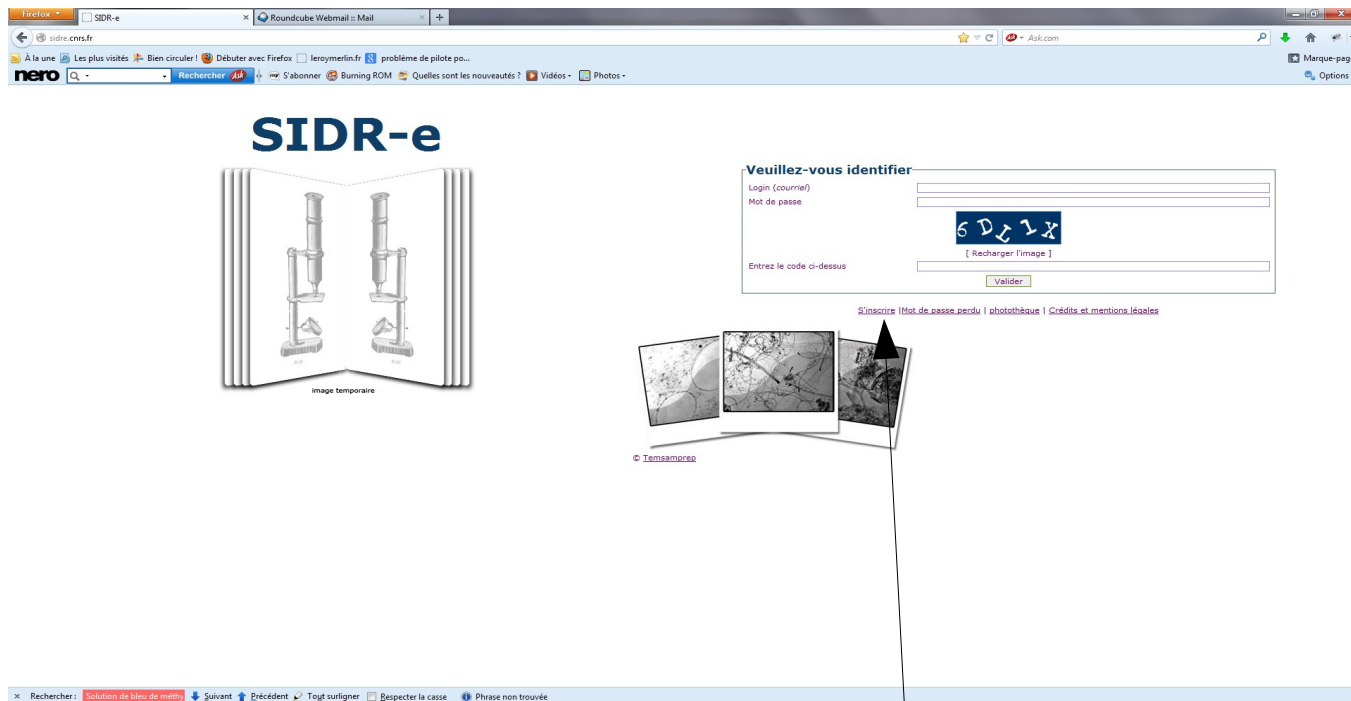 Firefox
SIDR-e
Roundcube Webmail :: Mail
sidre.cnrs.fr
Ask.com
À la une Les plus visités Bien circuler ! Débuter avec Firefox leroymerlin.fr problème de pilote po...
Marque-pag
nero Rechercher Ask S'abonner Burning ROM Quelles sont les nouveautés ? Vidéos Photos
Options
SIDR-e
image temporaire
Veuillez-vous identifier
Login (courriel)
Mot de passe
6 D I 1 X
[ Recharger l'image ]
Entrez le code ci-dessus
Valider
S'inscrire |Mot de passe perdu | photothèque | Crédits et mentions légales
© Temsamprep
Rechercher : Solution de bleu de méthy Suivant Précédent Tout surligner Respecter la casse Phrase non trouvée